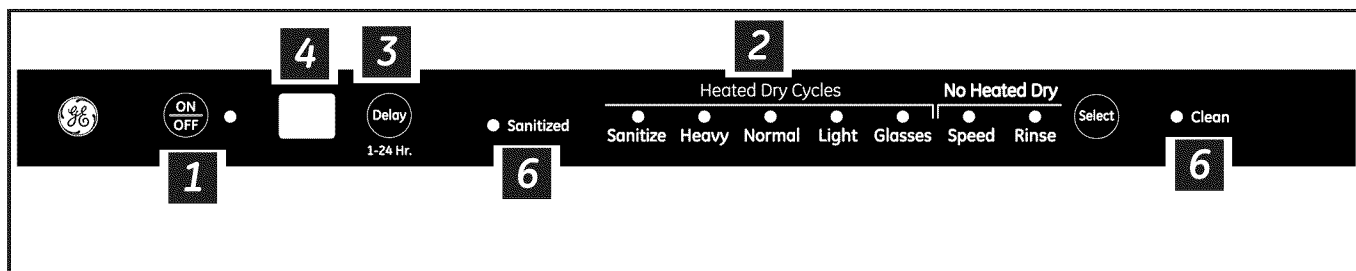 4
3
2
GE
ON
OFF
Delay
1-24 Hr.
Sanitized
Heated Dry Cycles
No Heated Dry
Sanitize Heavy Normal Light Glasses Speed Rinse
Select
Clean
1
6
6